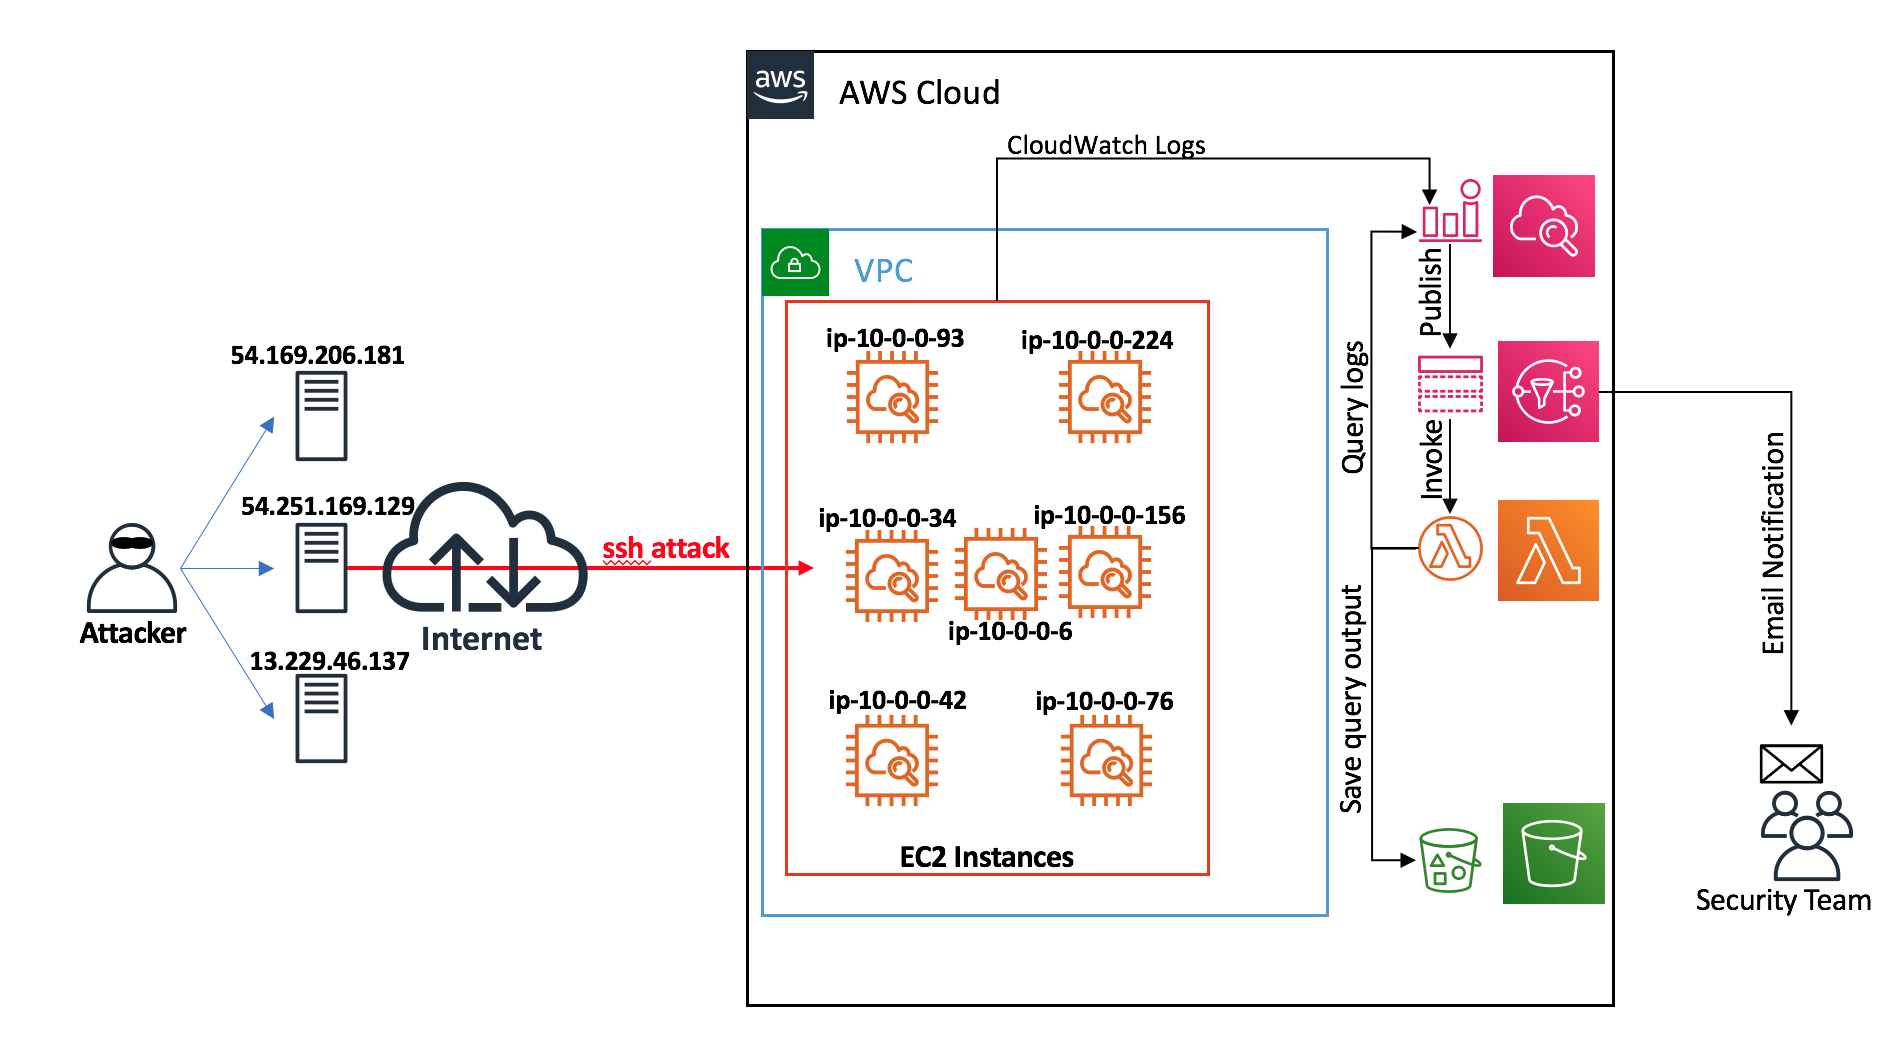 aws
AWS Cloud
CloudWatch Logs
VPC
Publish
Query logs
Invoke
Save query output
Email Notification
Security Team
54.169.206.181
54.251.169.129
13.229.46.137
Attacker
Internet
ssh attack
ip-10-0-0-93
ip-10-0-0-224
ip-10-0-0-34
ip-10-0-0-156
ip-10-0-0-6
ip-10-0-0-42
ip-10-0-0-76
EC2 Instances